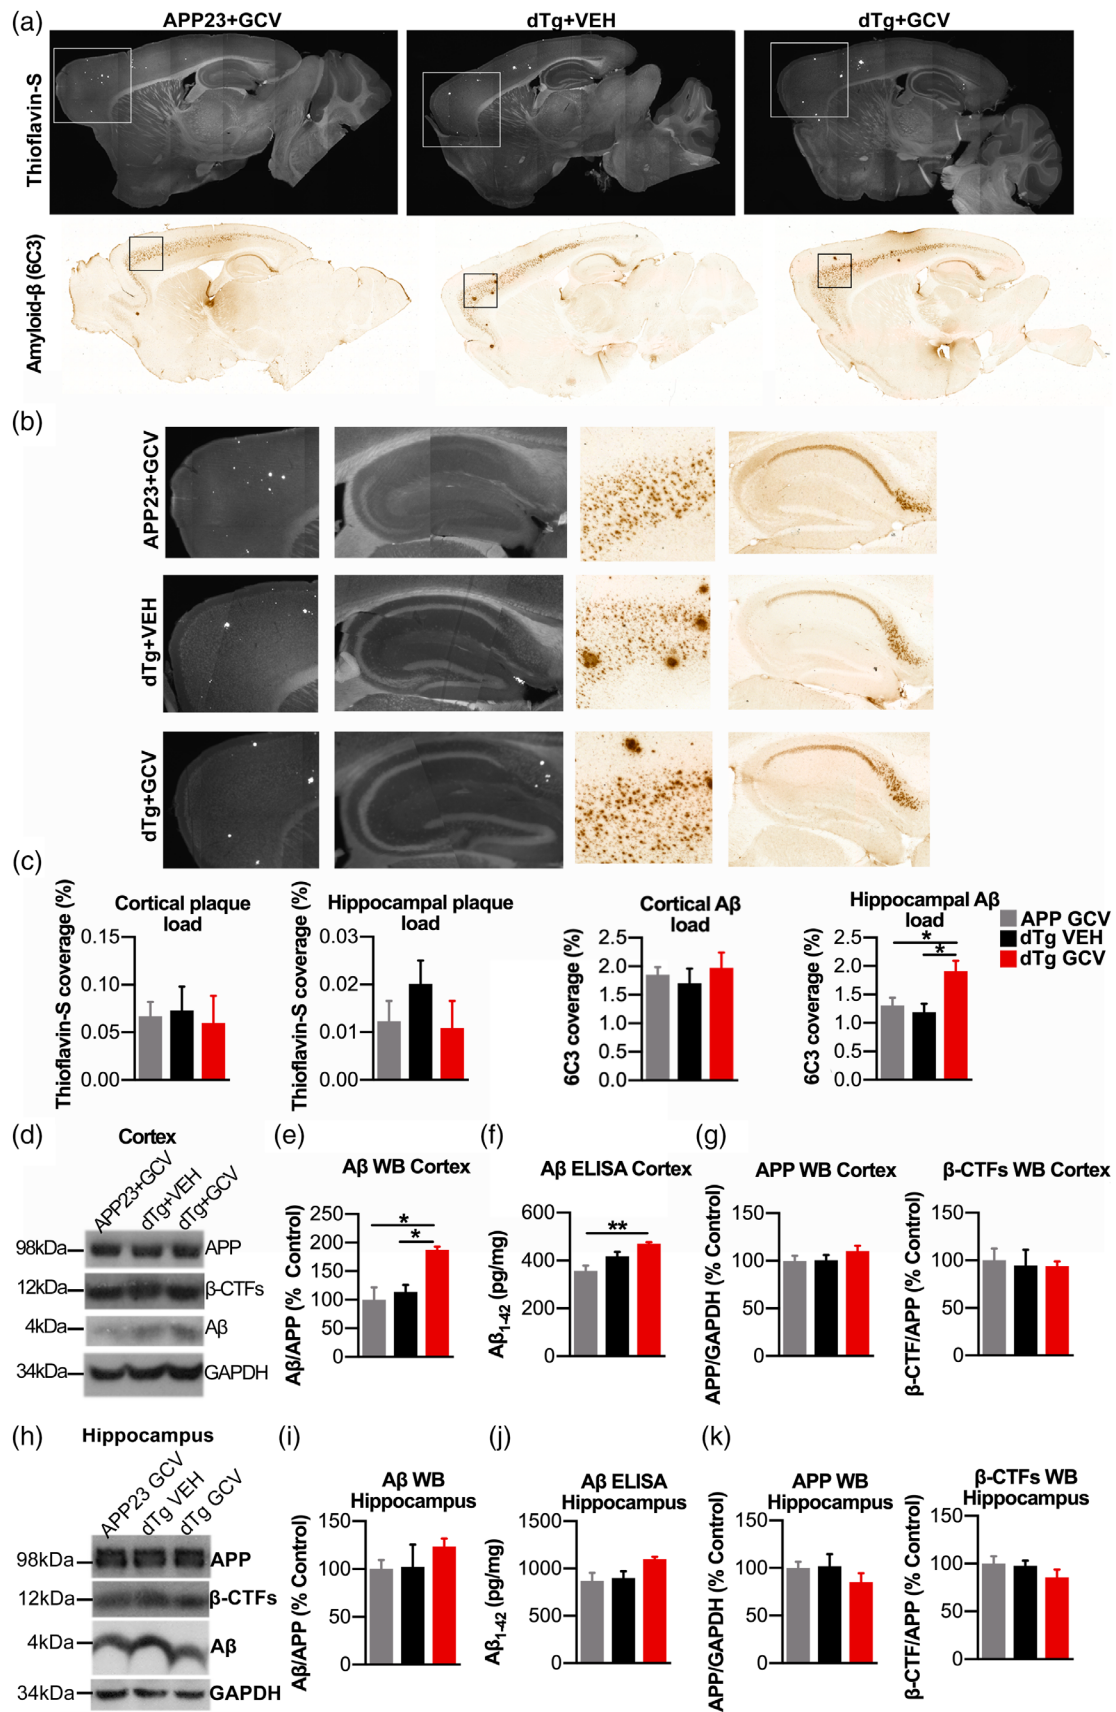 (a)
APP23+GCV
dTg+VEH
dTg+GCV
Thioflavin-S
Amyloid-β (6C3)
(b)
APP23+GCV
dTg+VEH
dTg+GCV
(c)
Cortical plaque
load
Thioflavin-S coverage (%)
0.15
0.10
0.05
0.00
Hippocampal plaque
load
Thioflavin-S coverage (%)
0.03
0.02
0.01
0.00
Cortical Aβ
load
6C3 coverage (%)
2.5
2.0
1.5
1.0
0.5
0.0
Hippocampal Aβ
load
6C3 coverage (%)
2.5
2.0
1.5
1.0
0.5
0.0
*
*
APP GCV
dTg VEH
dTg GCV
(d)
Cortex
APP23+GCV
dTg+VEH
dTg+GCV
98kDa
APP
12kDa
β-CTFs
4kDa
Aβ
34kDa
GAPDH
(e)
Aβ WB Cortex
Aβ/APP (% Control)
250
200
150
100
50
0
*
*
(f)
Aβ ELISA Cortex
Aβ1-42 (pg/mg)
600
400
200
0
**
(g)
APP WB Cortex
APP/GAPDH (% Control)
150
100
50
0
β-CTFs WB Cortex
β-CTF/APP (% Control)
150
100
50
0
(h)
Hippocampus
APP23 GCV
dTg VEH
dTg GCV
98kDa
APP
12kDa
β-CTFs
4kDa
Aβ
34kDa
GAPDH
(i)
Aβ WB
Hippocampus
Aβ/APP (% Control)
150
100
50
0
(j)
Aβ ELISA
Hippocampus
Aβ1-42 (pg/mg)
1500
1000
500
0
(k)
APP WB
Hippocampus
APP/GAPDH (% Control)
150
100
50
0
β-CTFs WB
Hippocampus
β-CTF/APP (% Control)
150
100
50
0